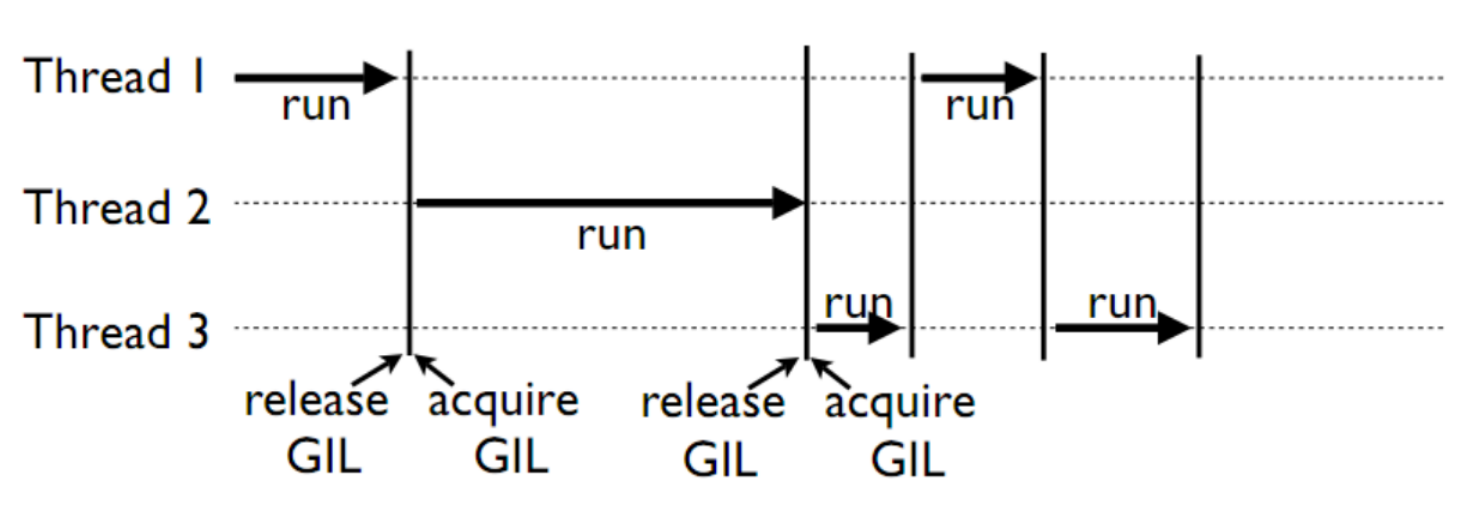 Thread 1
run
run
Thread 2
run
Thread 3
run
run
release
GIL
acquire
GIL
release
GIL
acquire
GIL